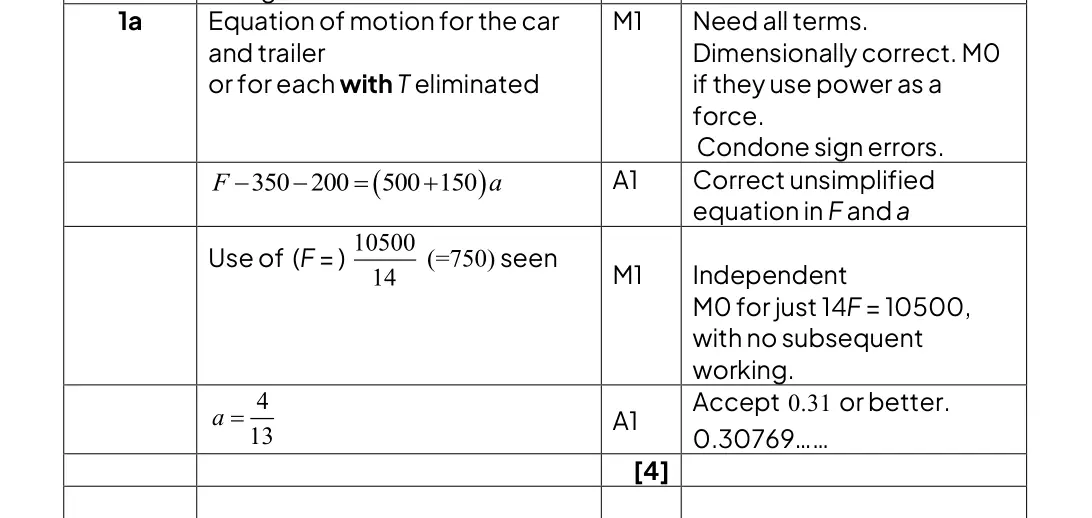 1a
Equation of motion for the car
and trailer
or for each with T eliminated
M1
Need all terms.
Dimensionally correct. M0
if they use power as a
force.
Condone sign errors.
F − 350 − 200 = (500 + 150)a
A1
Correct unsimplified
equation in F and a
Use of (F = ) 10500/14 (=750) seen
M1
Independent
M0 for just 14F = 10500,
with no subsequent
working.
a = 4/13
A1
Accept 0.31 or better.
0.30769……
[4]